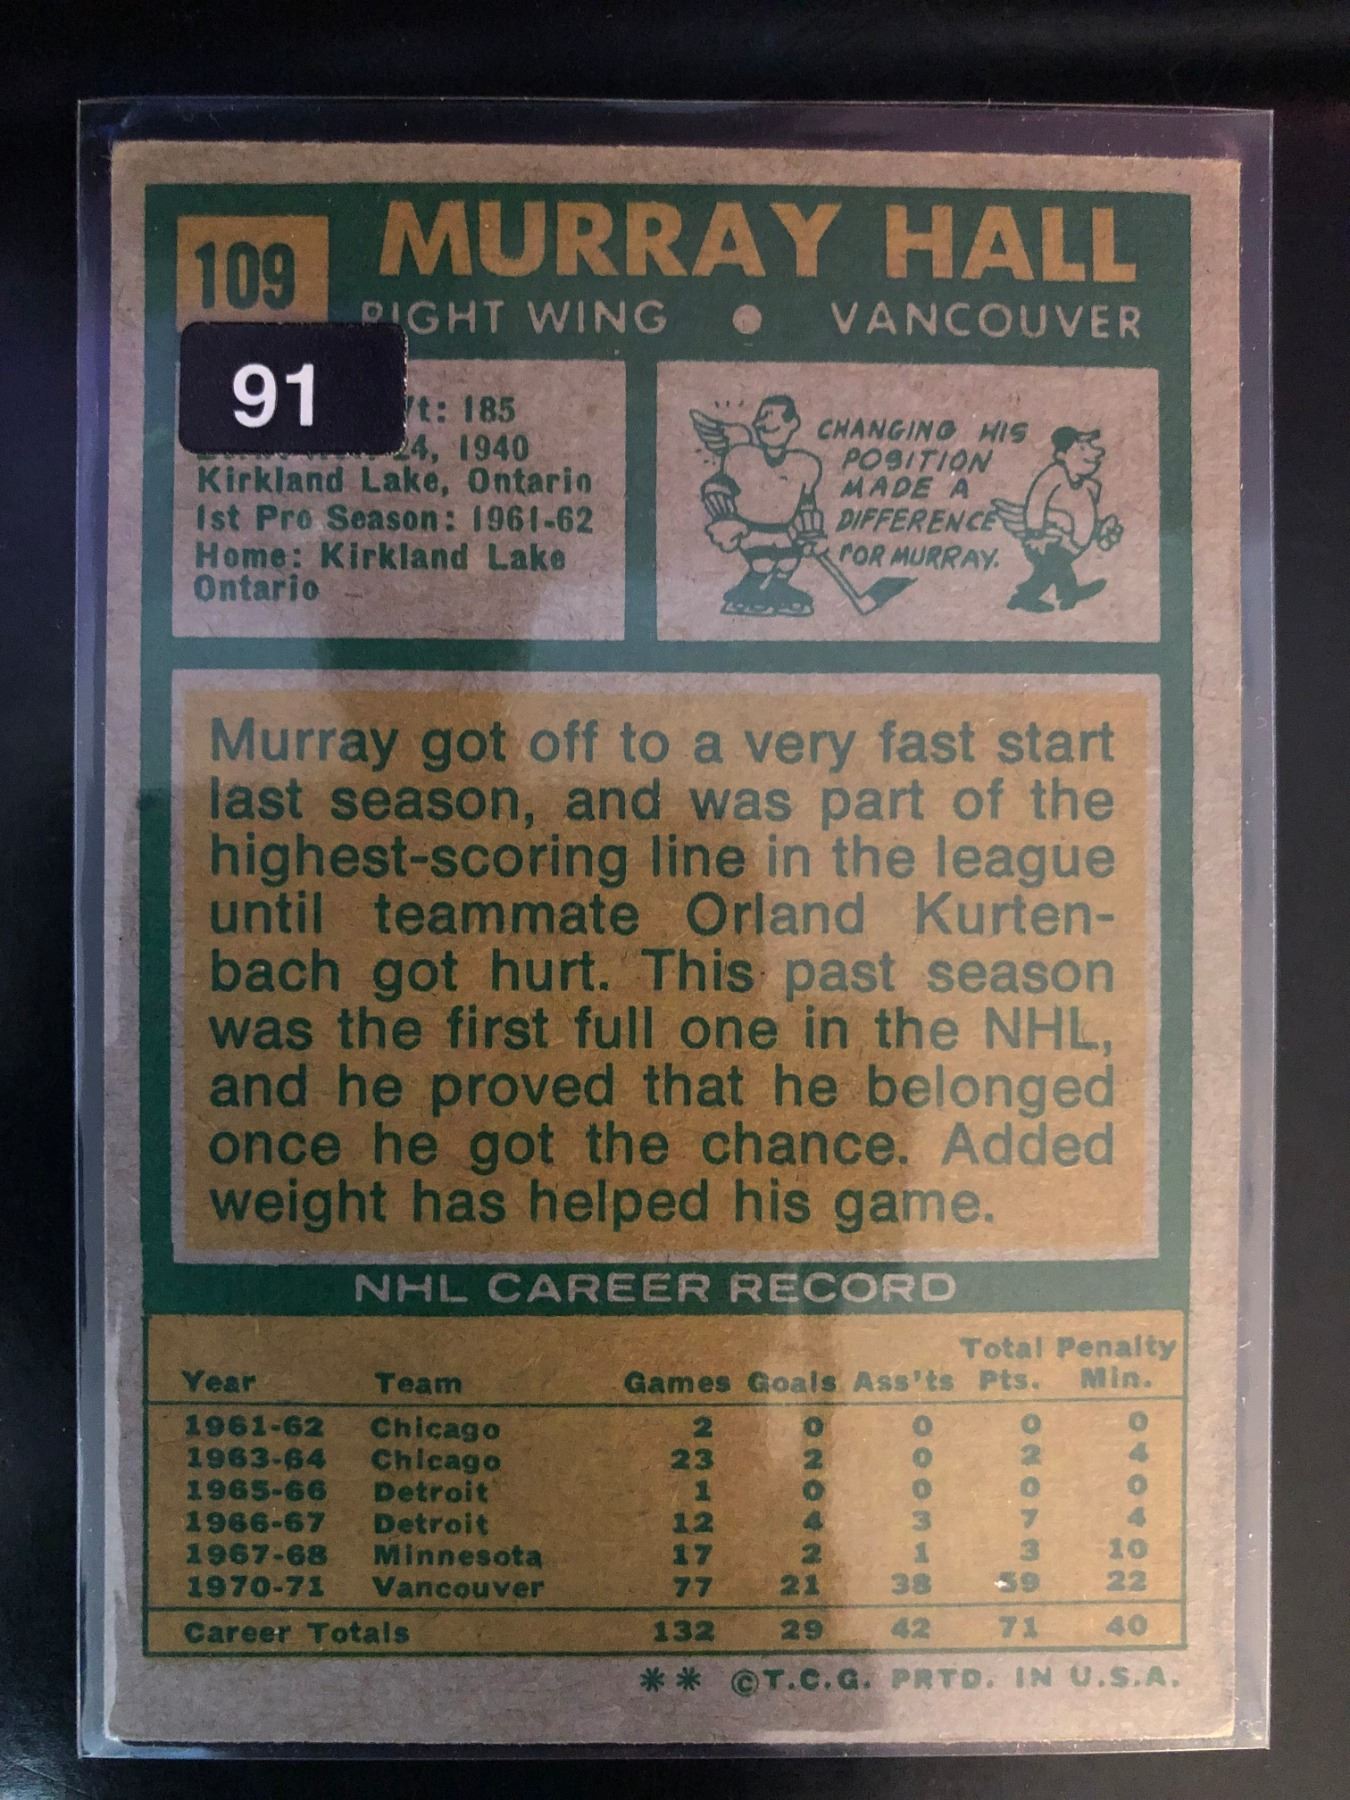 109
MURRAY HALL
RIGHT WING ● VANCOUVER
91
t: 185
24, 1940
Kirkland Lake, Ontario
1st Pro Season: 1961-62
Home: Kirkland Lake
Ontario
CHANGING HIS
POSITION
MADE A
DIFFERENCE
FOR MURRAY.
Murray got off to a very fast start
last season, and was part of the
highest-scoring line in the league
until teammate Orland Kurten-
bach got hurt. This past season
was the first full one in the NHL,
and he proved that he belonged
once he got the chance. Added
weight has helped his game.
NHL CAREER RECORD
Total Penalty
Year Team Games Goals Ass'ts Pts. Min.
1961-62 Chicago 2 0 0 0 0
1963-64 Chicago 23 2 0 2 4
1965-66 Detroit 1 0 0 0 0
1966-67 Detroit 12 4 3 7 4
1967-68 Minnesota 17 2 1 3 10
1970-71 Vancouver 77 21 38 59 22
Career Totals 132 29 42 71 40
** ©T.C.G. PRTD. IN U.S.A.